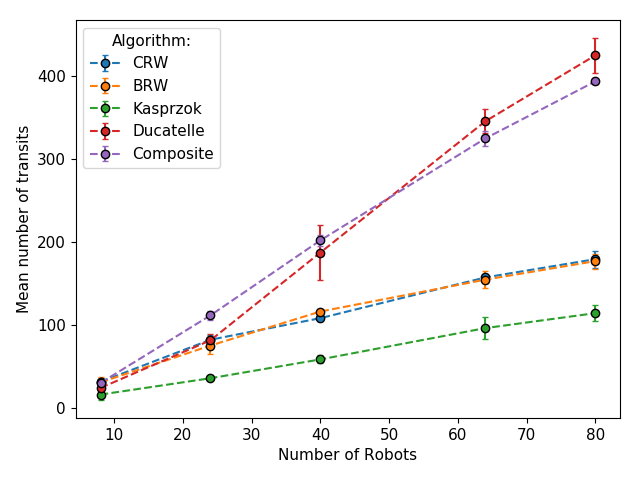 Algorithm:
CRW
BRW
Kasprzok
Ducatelle
Composite
400
300
200
100
0
Mean number of transits
10 20 30 40 50 60 70 80
Number of Robots